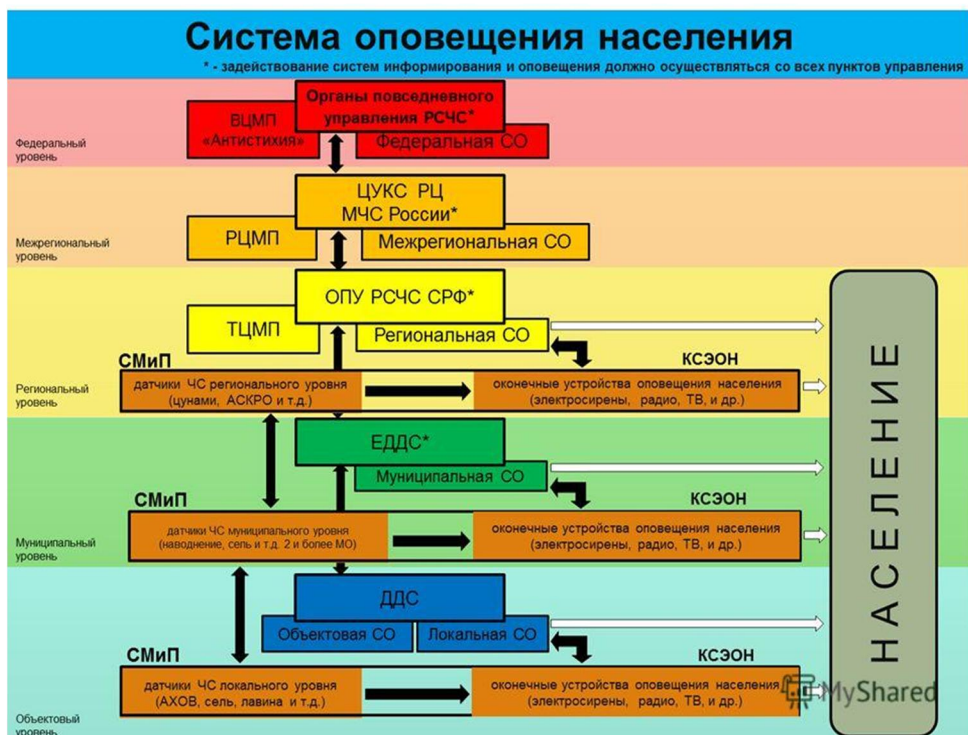 Система оповещения населения
* - задействование систем информирования и оповещения должно осуществляться со всех пунктов управления
Органы повседневного
управления РСЧС*
ВЦМП
«Антистихия»
Федеральная СО
Федеральный
уровень
ЦУКС РЦ
МЧС России*
РЦМП
Межрегиональная СО
Межрегиональный
уровень
ОПУ РСЧС СРФ*
ТЦМП
Региональная СО
СМиП
КСЭОН
Региональный
уровень
датчики ЧС регионального уровня
(цунами, АСКРО и т.д.)
оконечные устройства оповещения населения
(электросирены, радио, ТВ, и др.)
ЕДДС*
Муниципальная СО
СМиП
КСЭОН
Муниципальный
уровень
датчики ЧС муниципального уровня
(наводнение, сель и т.д. 2 и более МО)
оконечные устройства оповещения населения
(электросирены, радио, ТВ, и др.)
ДДС
Объектовая СО
Локальная СО
СМиП
КСЭОН
датчики ЧС локального уровня
(АХОВ, сель, лавина и т.д.)
оконечные устройства оповещения населения
(электросирены, радио, ТВ, и др.)
Объектовый
уровень
НАСЕЛЕНИЕ
MyShared